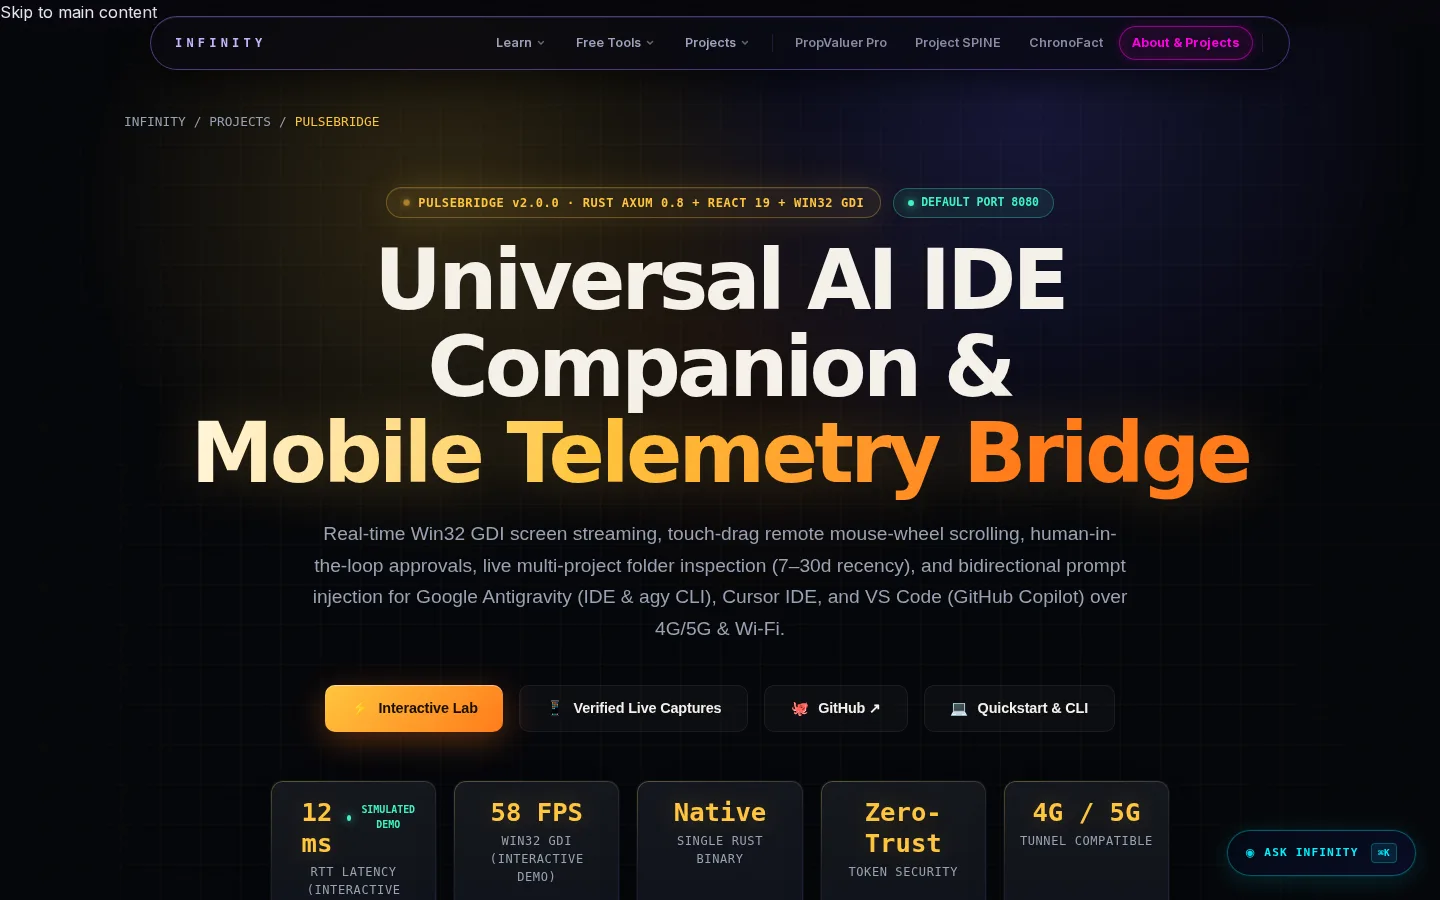 Skip to main content
INFINITY
Learn
Free Tools
Projects
PropValuer Pro
Project SPINE
ChronoFact
About & Projects
INFINITY / PROJECTS / PULSEBRIDGE
PULSEBRIDGE v2.0.0 · RUST AXUM 0.8 + REACT 19 + WIN32 GDI
DEFAULT PORT 8080
Universal AI IDE
Companion &
Mobile Telemetry Bridge
Real-time Win32 GDI screen streaming, touch-drag remote mouse-wheel scrolling, human-in-
the-loop approvals, live multi-project folder inspection (7–30d recency), and bidirectional prompt
injection for Google Antigravity (IDE & agy CLI), Cursor IDE, and VS Code (GitHub Copilot) over
4G/5G & Wi-Fi.
⚡ Interactive Lab
📱 Verified Live Captures
🐙 GitHub ↗
💻 Quickstart & CLI
12
ms
SIMULATED
DEMO
RTT LATENCY
(INTERACTIVE
58 FPS
WIN32 GDI
(INTERACTIVE
DEMO)
Native
SINGLE RUST
BINARY
Zero-
Trust
TOKEN SECURITY
4G / 5G
TUNNEL COMPATIBLE
◉ ASK INFINITY ⌘K